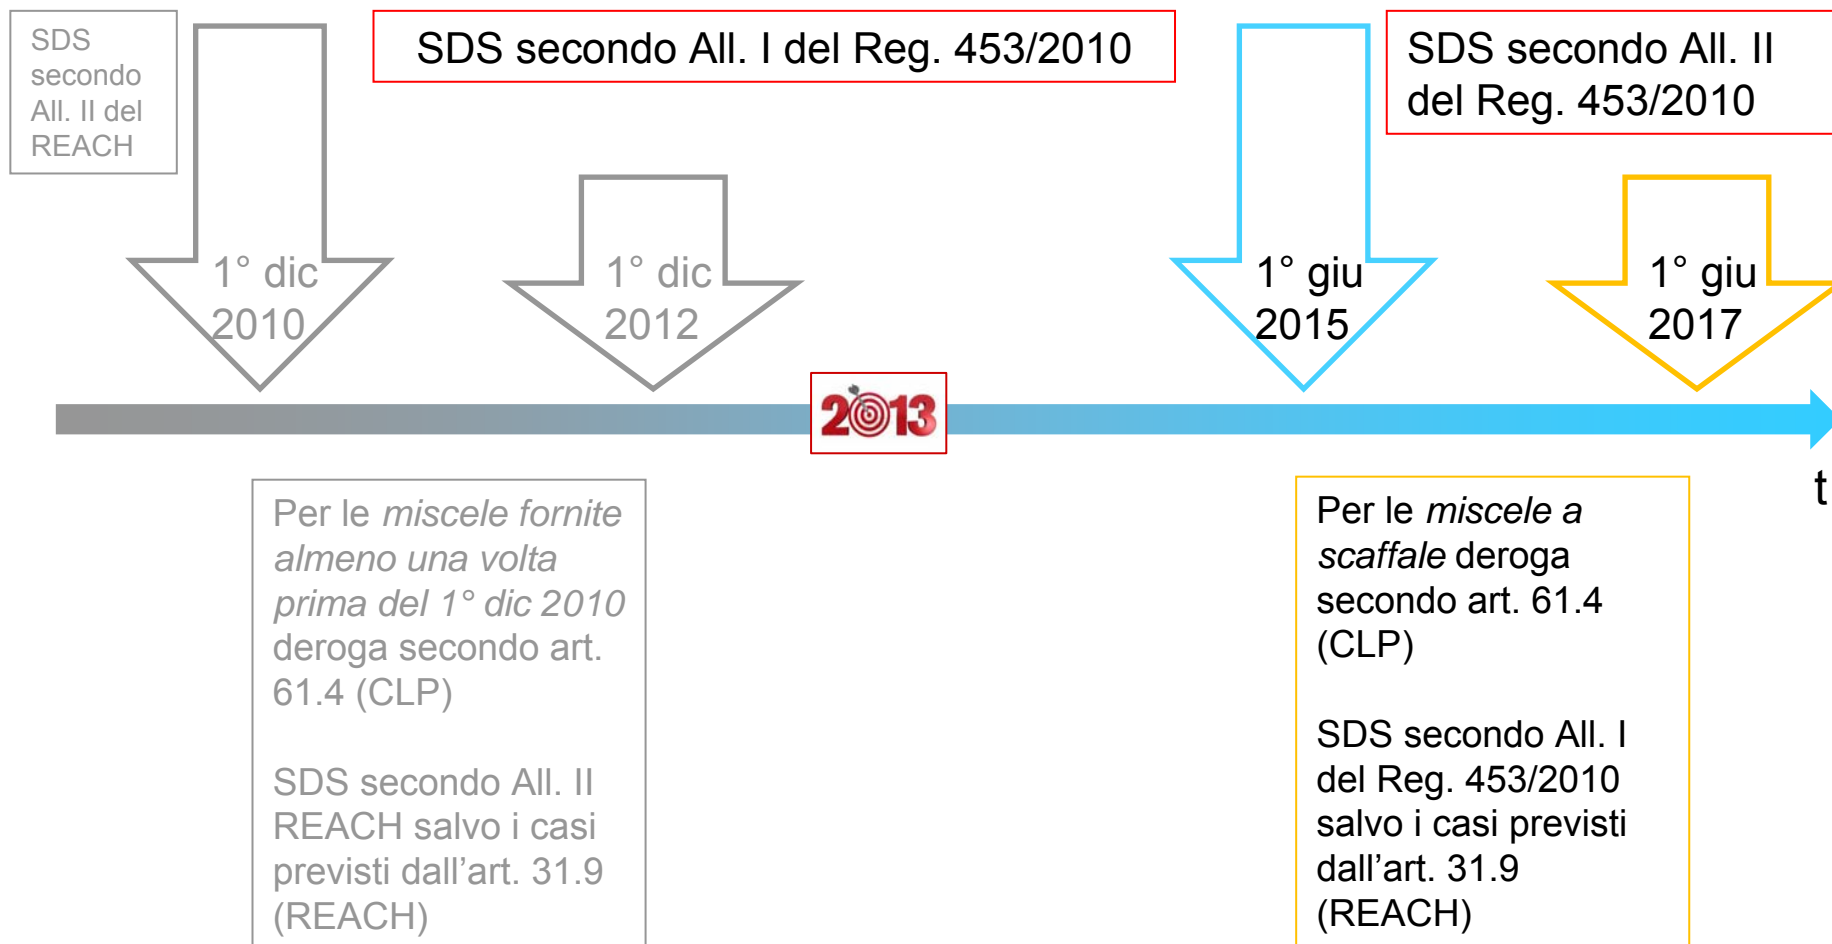 SDS
secondo
All. II del
REACH
SDS secondo All. I del Reg. 453/2010
SDS secondo All. II
del Reg. 453/2010
1° dic
2010
1° dic
2012
1° giu
2015
1° giu
2017
2013
t
Per le miscele fornite
almeno una volta
prima del 1° dic 2010
deroga secondo art.
61.4 (CLP)
SDS secondo All. II
REACH salvo i casi
previsti dall'art. 31.9
(REACH)
Per le miscele a
scaffale deroga
secondo art. 61.4
(CLP)
SDS secondo All. I
del Reg. 453/2010
salvo i casi previsti
dall'art. 31.9
(REACH)